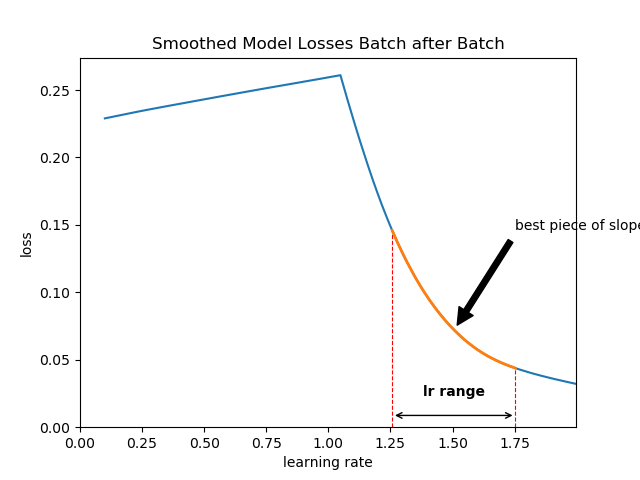 Smoothed Model Losses Batch after Batch
0.25
0.20
0.15
0.10
0.05
0.00
loss
best piece of slope
lr range
0.00 0.25 0.50 0.75 1.00 1.25 1.50 1.75
learning rate